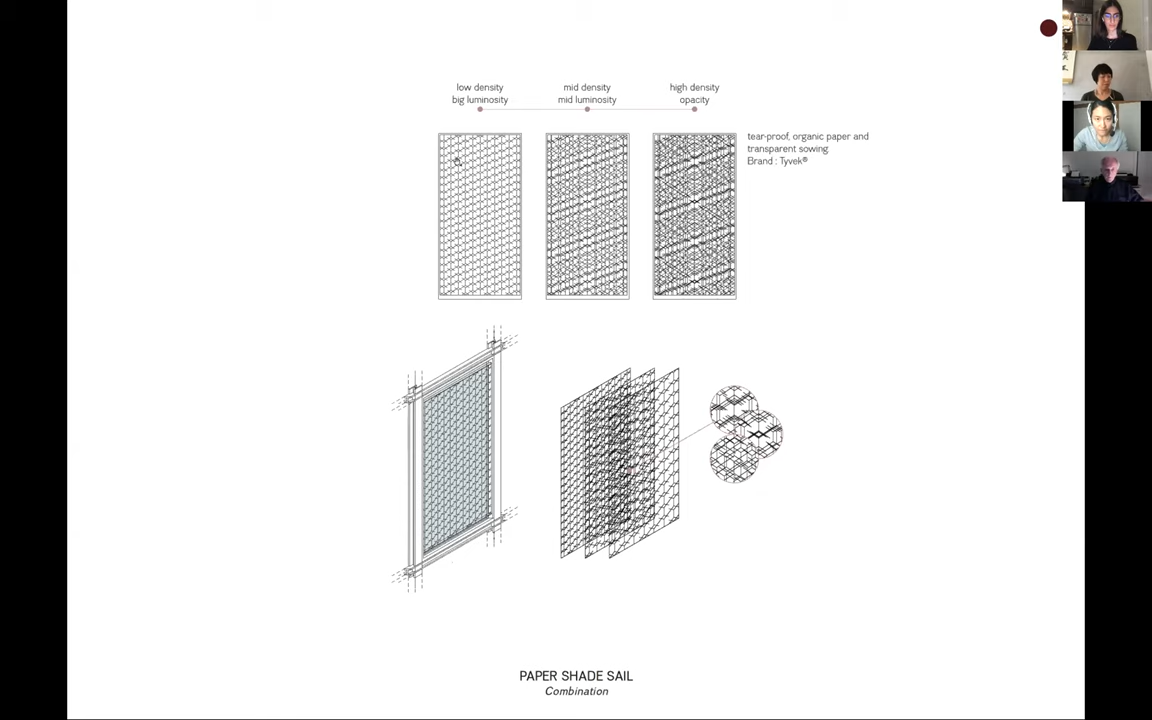 low density
big luminosity
mid density
mid luminosity
high density
opacity
tear-proof, organic paper and
transparent sowing
Brand : Tyvek®
PAPER SHADE SAIL
Combination